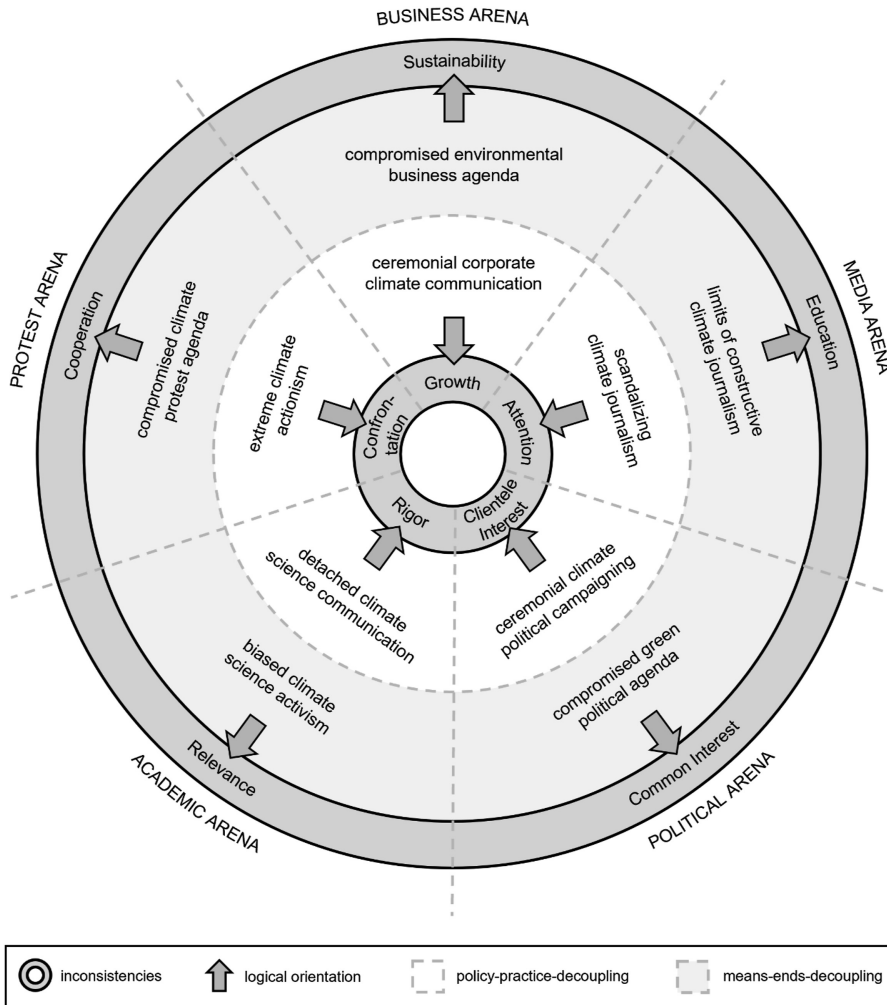 BUSINESS ARENA
Sustainability
compromised environmental
business agenda
ceremonial corporate
climate communication
Growth
PROTEST ARENA
Cooperation
compromised climate
protest agenda
extreme climate
actionism
Confron-
tation
MEDIA ARENA
Education
limits of constructive
climate journalism
scandalizing
climate journalism
Attention
ACADEMIC ARENA
Relevance
biased climate
science activism
detached climate
science communication
Rigor
POLITICAL ARENA
Common Interest
compromised green
political agenda
ceremonial climate
political campaigning
Clientele
Interest
inconsistencies
logical orientation
policy-practice-decoupling
means-ends-decoupling